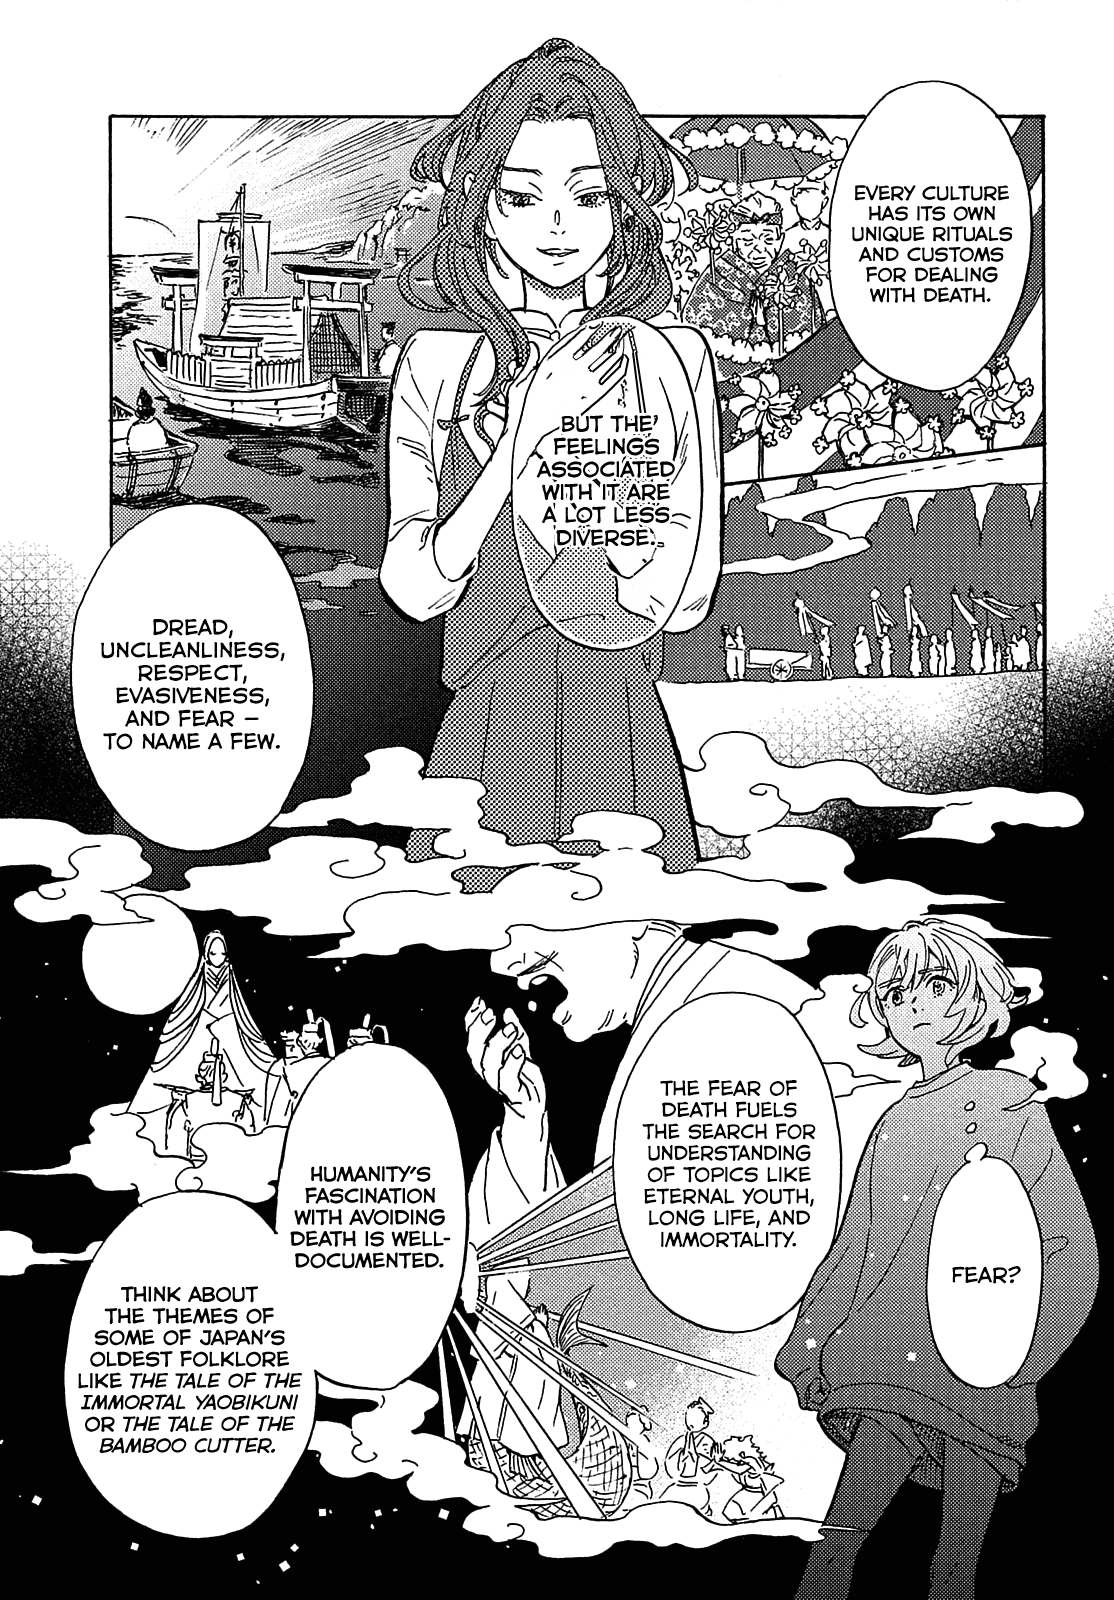 EVERY CULTURE
HAS ITS OWN
UNIQUE RITUALS
AND CUSTOMS
FOR DEALING
WITH DEATH.
BUT THE
FEELINGS
ASSOCIATED
WITH IT ARE
A LOT LESS
DIVERSE.
DREAD,
UNCLEANLINESS,
RESPECT,
EVASIVENESS,
AND FEAR –
TO NAME A FEW.
FEAR?
THE FEAR OF
DEATH FUELS
THE SEARCH FOR
UNDERSTANDING
OF TOPICS LIKE
ETERNAL YOUTH,
LONG LIFE, AND
IMMORTALITY.
HUMANITY'S
FASCINATION
WITH AVOIDING
DEATH IS WELL-
DOCUMENTED.
THINK ABOUT
THE THEMES OF
SOME OF JAPAN'S
OLDEST FOLKLORE
LIKE THE TALE OF THE
IMMORTAL YAOBIKUNI
OR THE TALE OF THE
BAMBOO CUTTER.